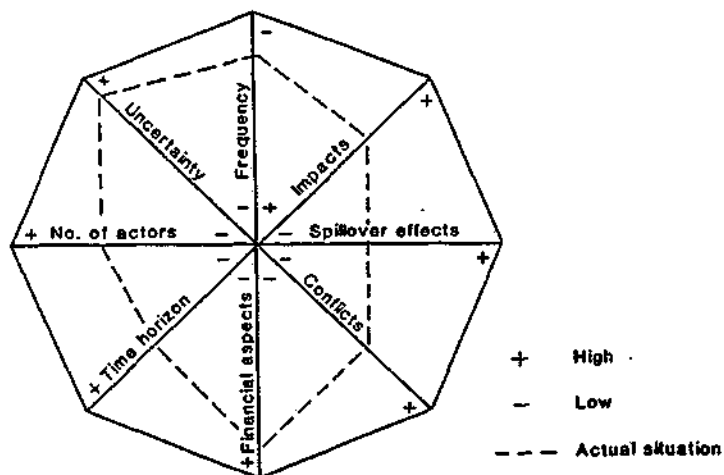 −
+
+
Uncertainty
Frequency
Impacts
− +
+ No. of actors − − Spillover effects
+
− −
− −
Conflicts
Time horizon
Financial aspects
+
+
+
+ High
− Low
--- Actual situation